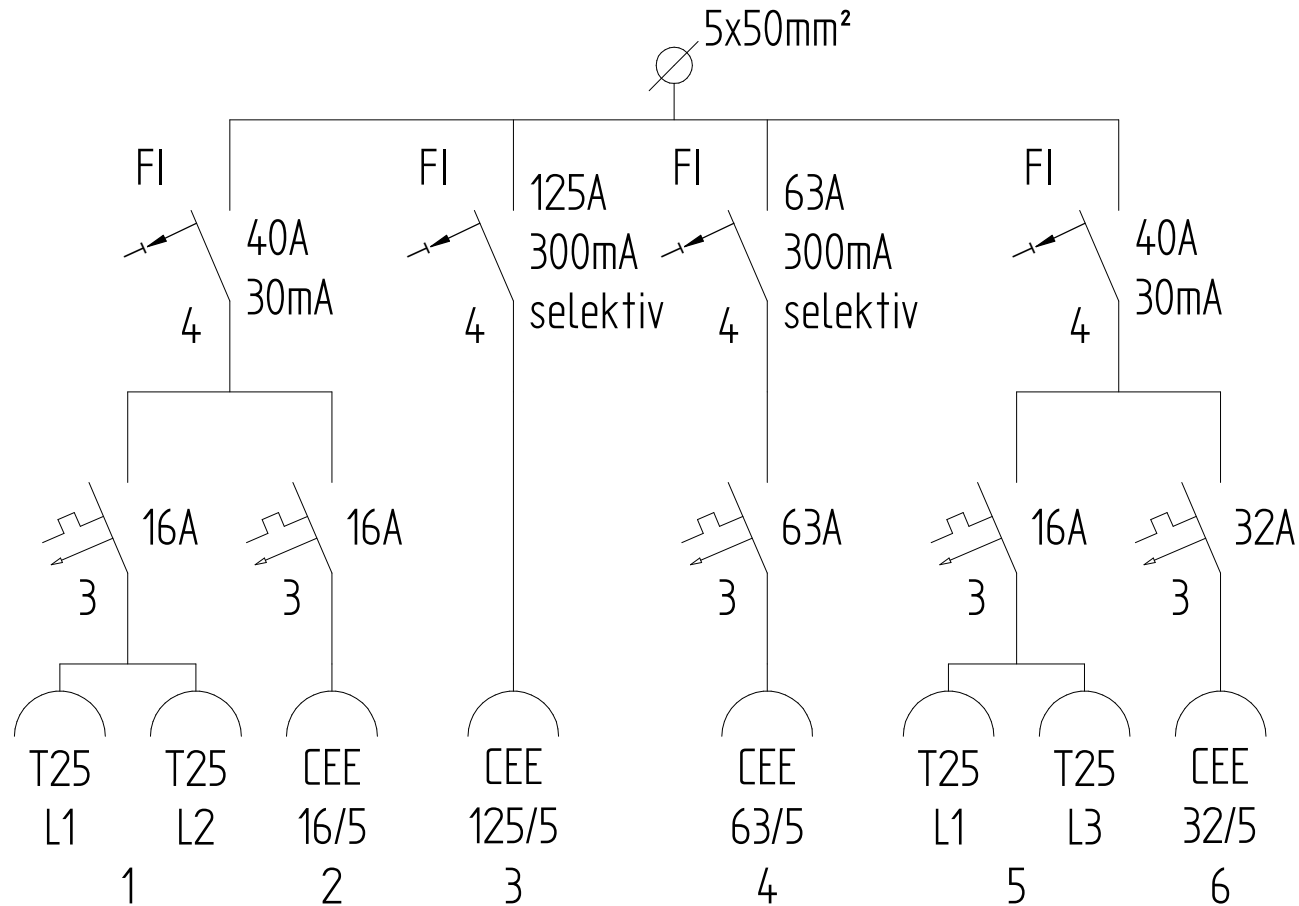 5x50mm²
FI
FI
FI
FI
125A
63A
40A
300mA
300mA
40A
30mA
selektiv
selektiv
30mA
4
4
4
4
16A
16A
63A
16A
32A
3
3
3
3
3
T25
T25
CEE
CEE
CEE
T25
T25
CEE
L1
L2
16/5
125/5
63/5
L1
L3
32/5
1
2
3
4
5
6